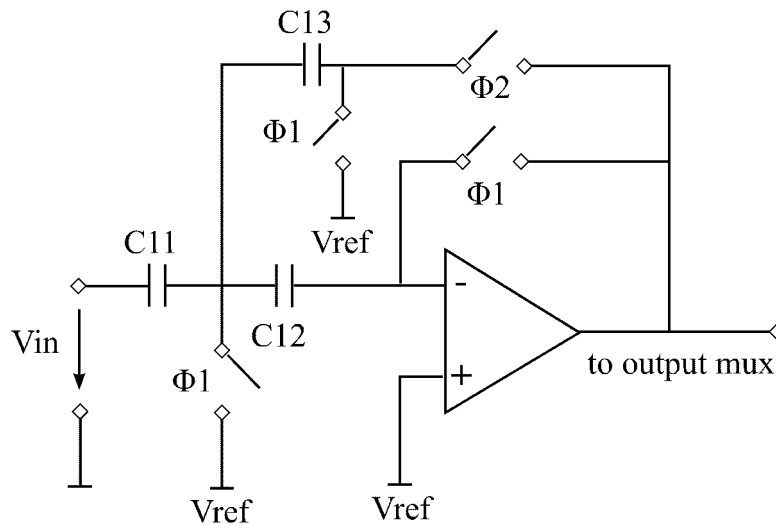 C13
Φ2
Φ1
Φ1
Vref
C11
C12
-
Vin
+
to output mux
Φ1
Vref
Vref